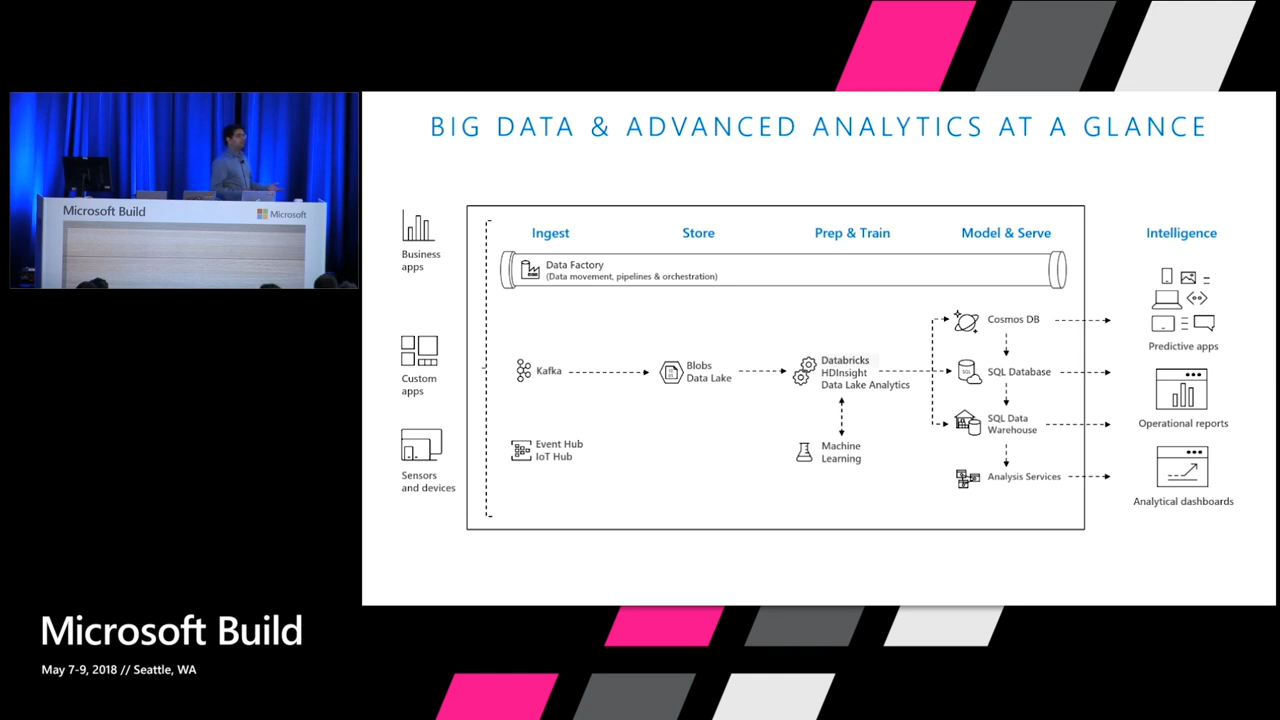 BIG DATA & ADVANCED ANALYTICS AT A GLANCE
Microsoft Build
Microsoft
Business
apps
Custom
apps
Sensors
and devices
Ingest
Store
Prep & Train
Model & Serve
Intelligence
Data Factory
(Data movement, pipelines & orchestration)
Kafka
Event Hub
IoT Hub
Blobs
Data Lake
Databricks
HDInsight
Data Lake Analytics
Machine
Learning
Cosmos DB
SQL
SQL Database
SQL Data
Warehouse
Analysis Services
Predictive apps
Operational reports
Analytical dashboards
Microsoft Build
May 7-9, 2018 // Seattle, WA